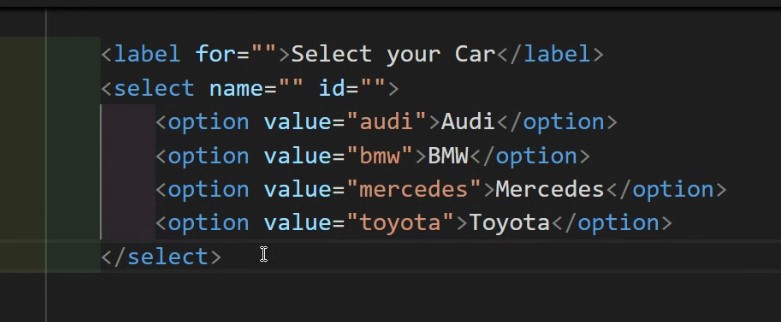 <label for="">Select your Car</label>
<select name="" id="">
<option value="audi">Audi</option>
<option value="bmw">BMW</option>
<option value="mercedes">Mercedes</option>
<option value="toyota">Toyota</option>
</select>